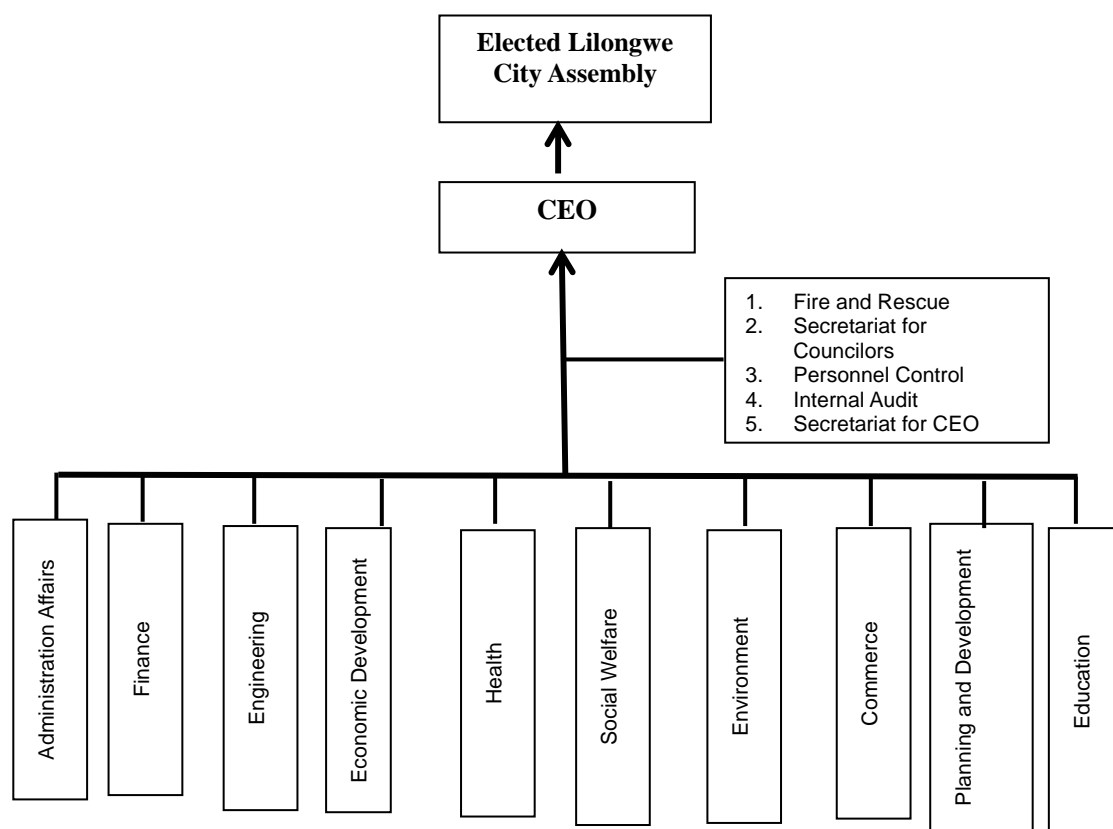 Elected Lilongwe
City Assembly
CEO
1. Fire and Rescue
2. Secretariat for
Councilors
3. Personnel Control
4. Internal Audit
5. Secretariat for CEO
Administration Affairs
Finance
Engineering
Economic Development
Health
Social Welfare
Environment
Commerce
Planning and Development
Education